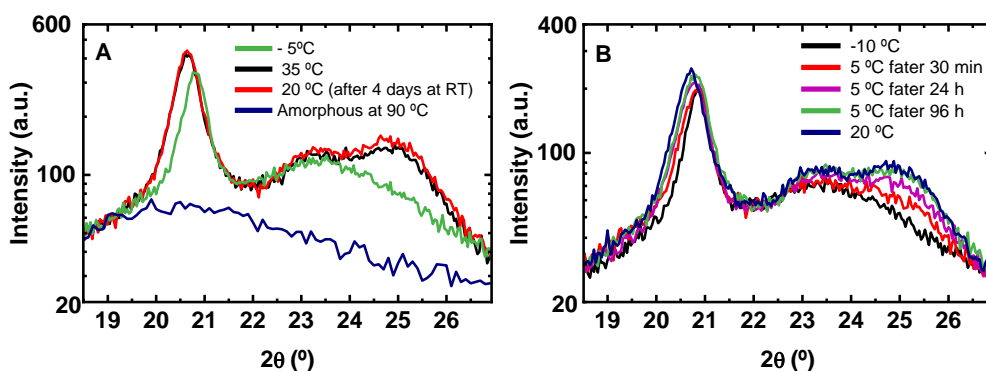 600
100
20
Intensity (a.u.)
A
- 5ºC
35 ºC
20 ºC (after 4 days at RT)
Amorphous at 90 ºC
19 20 21 22 23 24 25 26
2θ (º)
400
100
20
Intensity (a.u.)
B
-10 ºC
5 ºC fater 30 min
5 ºC fater 24 h
5 ºC fater 96 h
20 ºC
19 20 21 22 23 24 25 26
2θ (º)